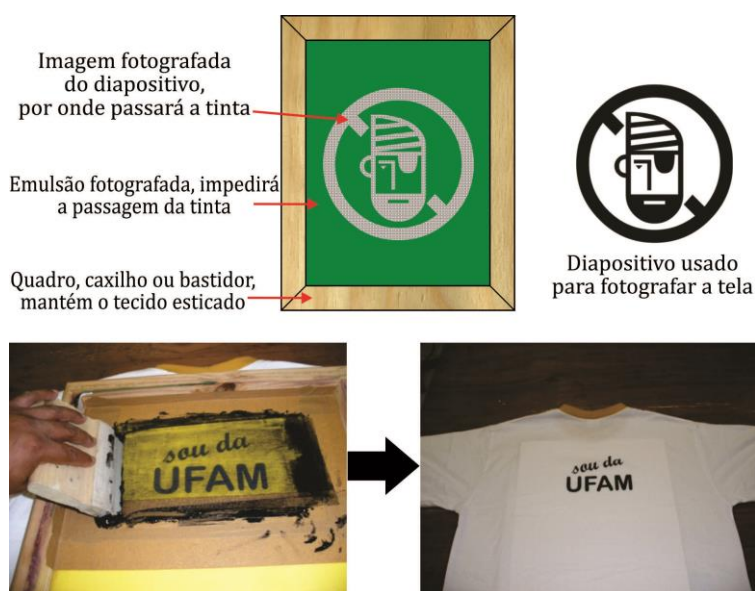 Imagem fotografada
do diapositivo,
por onde passará a tinta
Emulsão fotografada, impedirá
a passagem da tinta
Quadro, caxilho ou bastidor,
mantém o tecido esticado
Diapositivo usado
para fotografar a tela
sou da
UFAM
sou da
UFAM